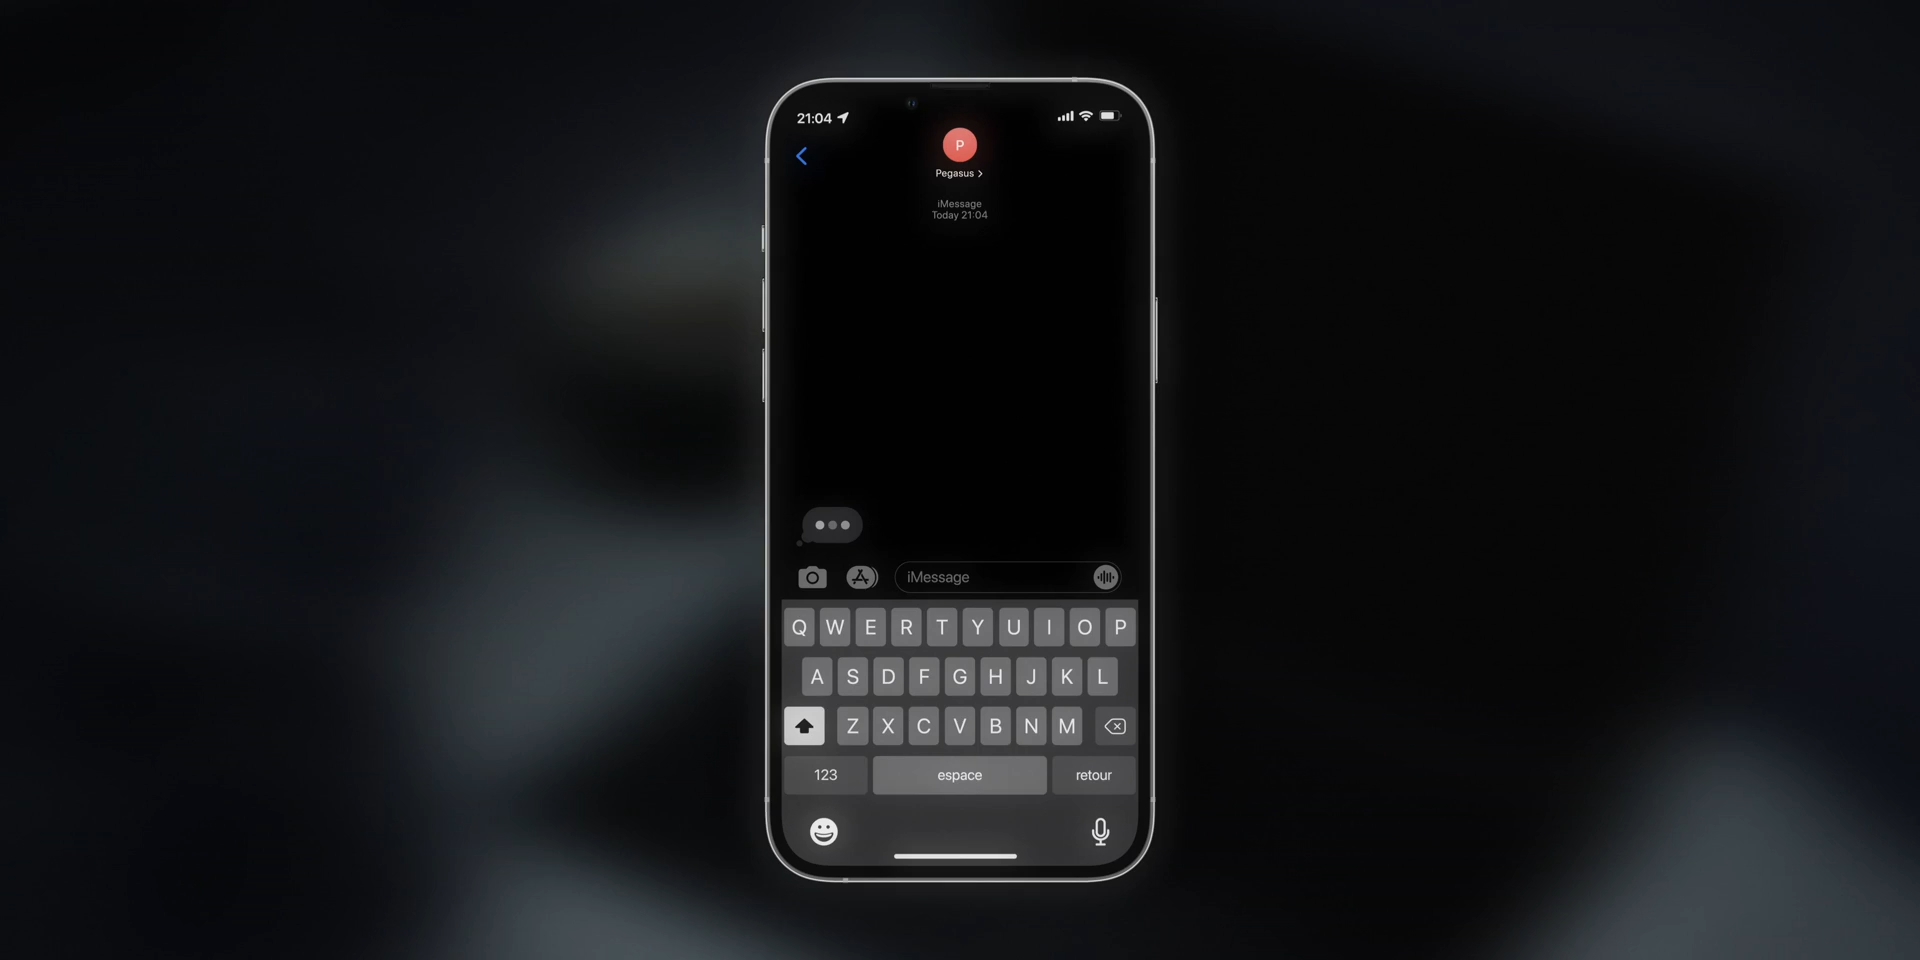 21:04
P
Pegasus >
iMessage
Today 21:04
iMessage
Q W E R T Y U I O P
A S D F G H J K L
Z X C V B N M
123 espace retour